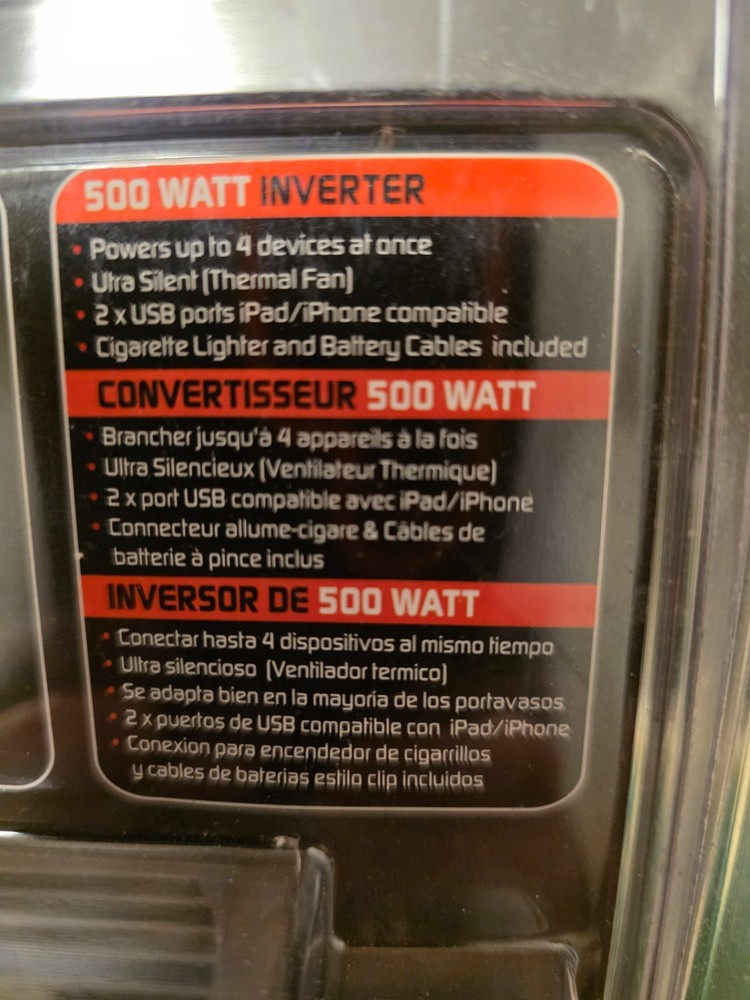 500 WATT INVERTER
• Powers up to 4 devices at once
• Utra Silent (Thermal Fan)
• 2 x USB ports iPad/iPhone compatible
• Cigarette Lighter and Battery Cables included
CONVERTISSEUR 500 WATT
• Brancher jusqu'à 4 appareils à la fois
• Ultra Silencieux (Ventilateur Thermique)
• 2 x port USB compatible avec iPad/iPhone
• Connecteur allume-cigare & Câbles de
batterie à pince inclus
INVERSOR DE 500 WATT
• Conectar hasta 4 dispositivos al mismo tiempo
• Ultra silencioso (Ventilador termico)
• Se adapta bien en la mayoría de los portavasos
• 2 x puertos de USB compatible con iPad/iPhone
• Conexion para encendedor de cigarrillos
y cables de baterias estilo clip incluidos